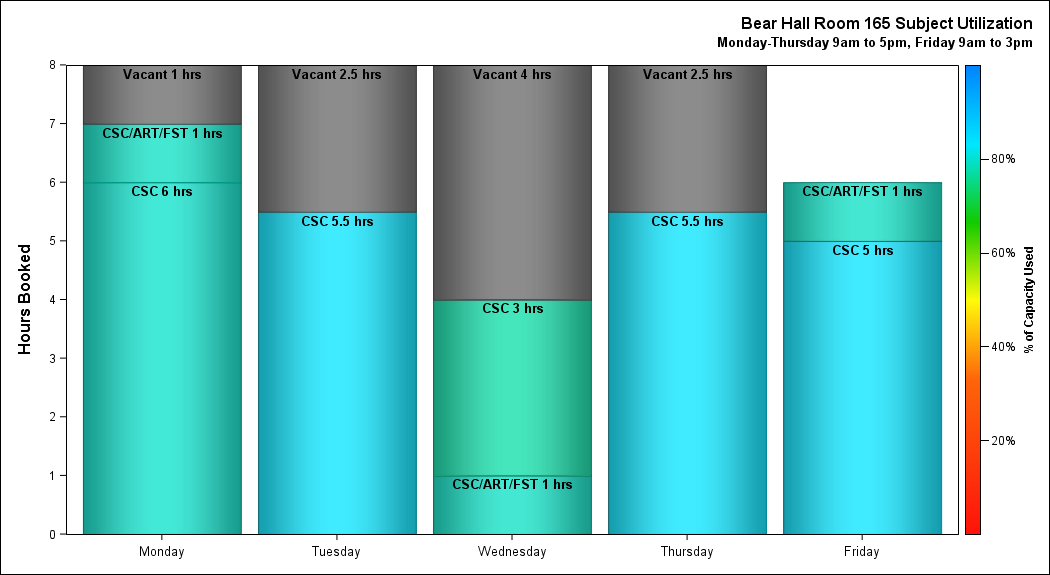 Bear Hall Room 165 Subject Utilization
Monday-Thursday 9am to 5pm, Friday 9am to 3pm
Hours Booked
8
7
6
5
4
3
2
1
0
Vacant 1 hrs
CSC/ART/FST 1 hrs
CSC 6 hrs
Vacant 2.5 hrs
CSC 5.5 hrs
Vacant 4 hrs
CSC 3 hrs
CSC/ART/FST 1 hrs
Vacant 2.5 hrs
CSC 5.5 hrs
CSC/ART/FST 1 hrs
CSC 5 hrs
Monday
Tuesday
Wednesday
Thursday
Friday
80%
60%
40%
20%
% of Capacity Used